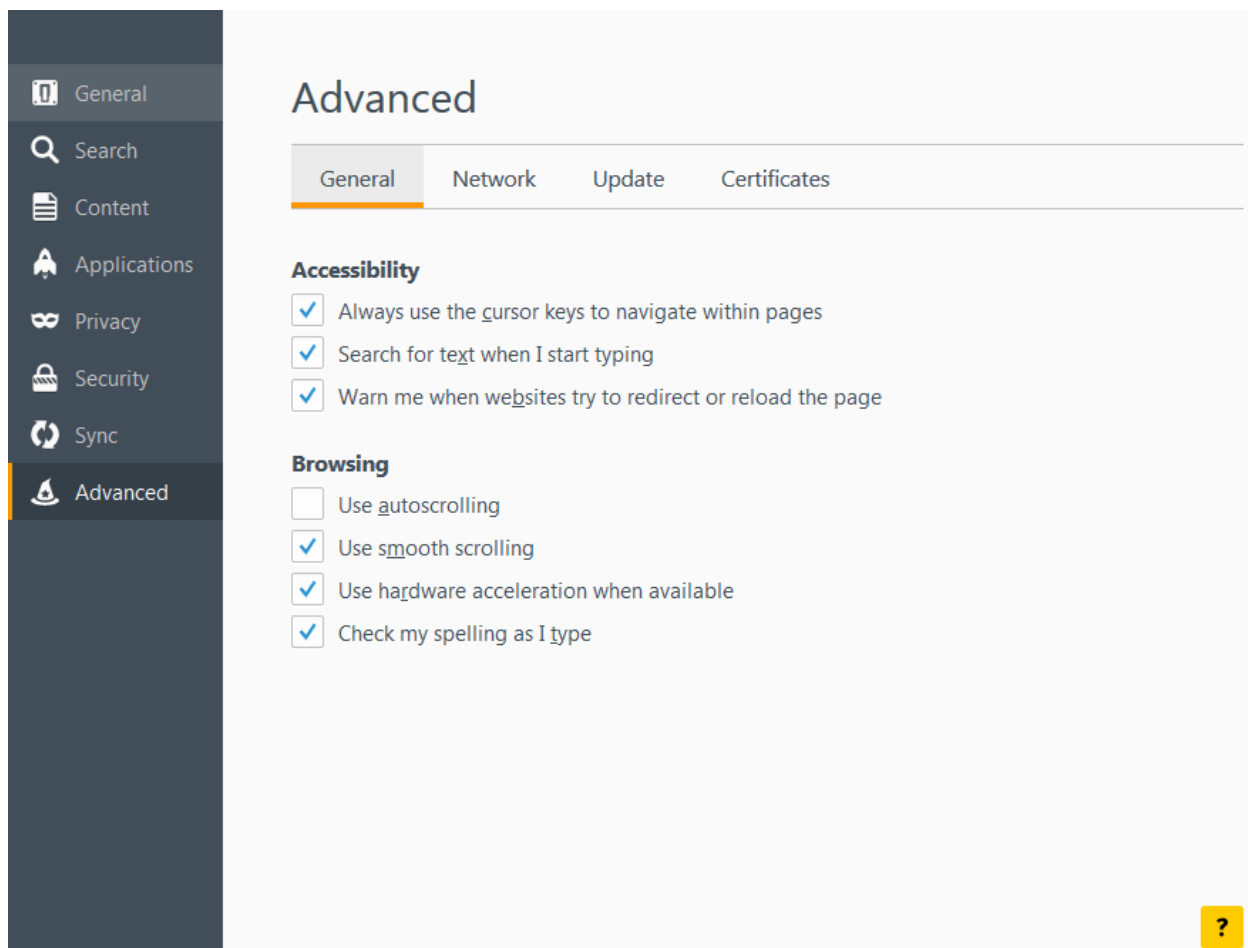 General
Search
Content
Applications
Privacy
Security
Sync
Advanced
Advanced
General Network Update Certificates
Accessibility
Always use the cursor keys to navigate within pages
Search for text when I start typing
Warn me when websites try to redirect or reload the page
Browsing
Use autoscrolling
Use smooth scrolling
Use hardware acceleration when available
Check my spelling as I type
?